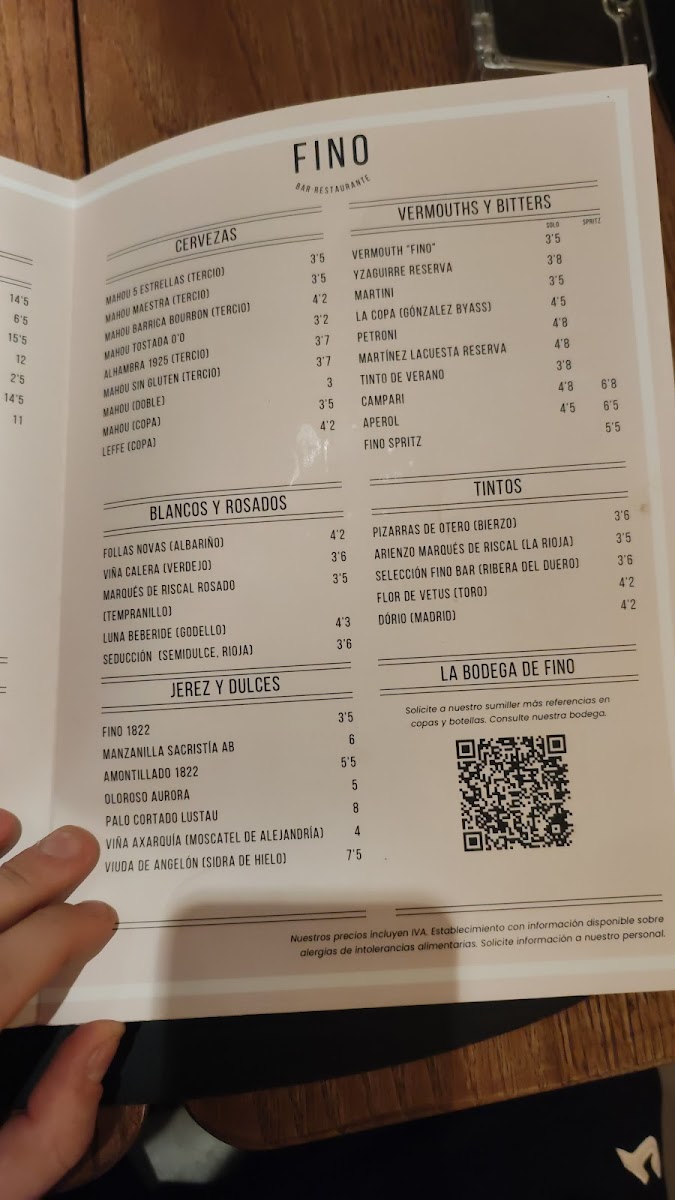 14'5
6'5
15'5
12
2'5
14'5
11
FINO
BAR-RESTAURANTE
CERVEZAS
MAHOU 5 ESTRELLAS (TERCIO) 3'5
MAHOU MAESTRA (TERCIO) 3'5
MAHOU BARRICA BOURBON (TERCIO) 4'2
MAHOU TOSTADA 0'0 3'2
ALHAMBRA 1925 (TERCIO) 3'7
MAHOU SIN GLUTEN (TERCIO) 3'7
MAHOU (DOBLE) 3
MAHOU (COPA) 3'5
LEFFE (COPA) 4'2
BLANCOS Y ROSADOS
FOLLAS NOVAS (ALBARIÑO) 4'2
VIÑA CALERA (VERDEJO) 3'6
MARQUÉS DE RISCAL ROSADO 3'5
(TEMPRANILLO)
LUNA BEBERIDE (GODELLO) 4'3
SEDUCCIÓN (SEMIDULCE, RIOJA) 3'6
JEREZ Y DULCES
FINO 1822 3'5
MANZANILLA SACRISTÍA AB 6
AMONTILLADO 1822 5'5
OLOROSO AURORA 5
PALO CORTADO LUSTAU 8
VIÑA AXARQUÍA (MOSCATEL DE ALEJANDRÍA) 4
VIUDA DE ANGELÓN (SIDRA DE HIELO) 7'5
VERMOUTHS Y BITTERS
SOLO SPRITZ
VERMOUTH "FINO" 3'5
YZAGUIRRE RESERVA 3'8
MARTINI 3'5
LA COPA (GÓNZALEZ BYASS) 4'5
PETRONI 4'8
MARTÍNEZ LACUESTA RESERVA 4'8
TINTO DE VERANO 3'8
CAMPARI 4'8 6'8
APEROL 4'5 6'5
FINO SPRITZ 5'5
TINTOS
PIZARRAS DE OTERO (BIERZO) 3'6
ARIENZO MARQUÉS DE RISCAL (LA RIOJA) 3'5
SELECCIÓN FINO BAR (RIBERA DEL DUERO) 3'6
FLOR DE VETUS (TORO) 4'2
DÓRIO (MADRID) 4'2
LA BODEGA DE FINO
Solicite a nuestro sumiller más referencias en
copas y botellas. Consulte nuestra bodega.
Nuestros precios incluyen IVA. Establecimiento con información disponible sobre
alergias de intolerancias alimentarias. Solicite información a nuestro personal.